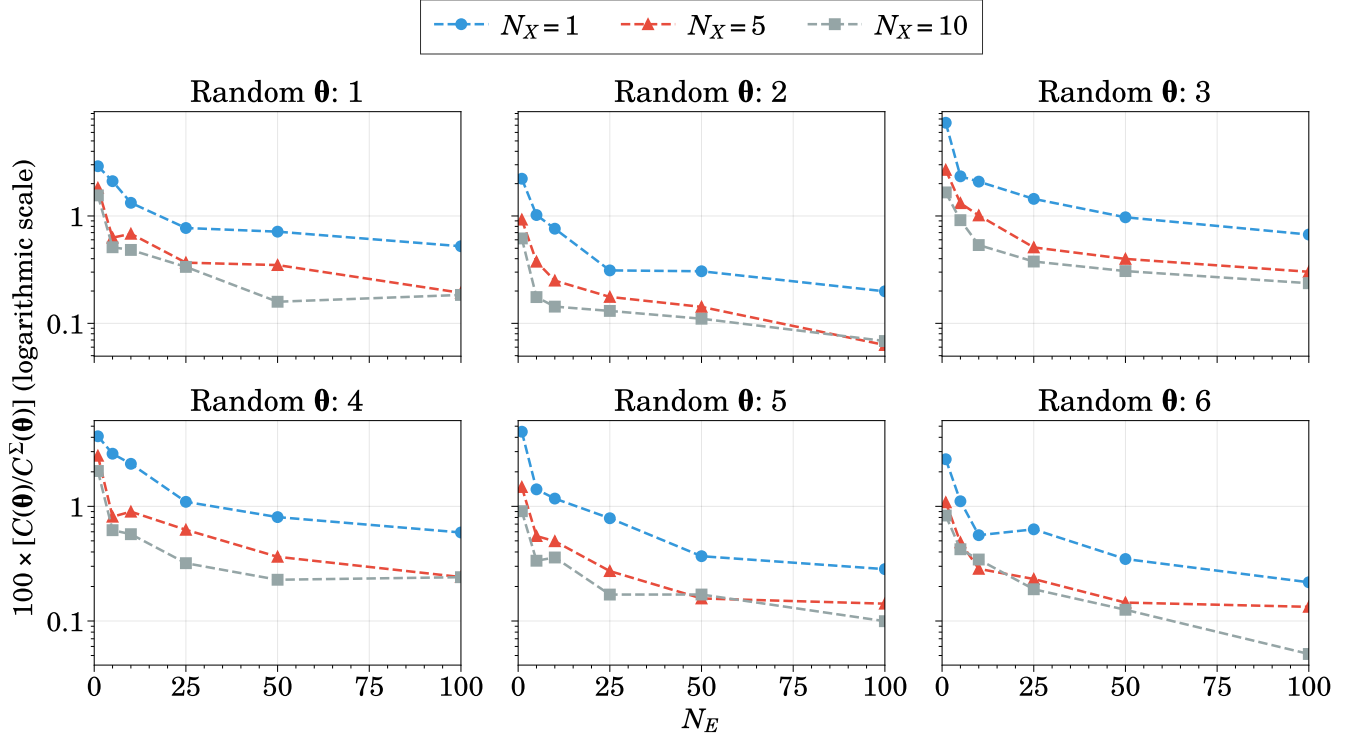 N_X = 1 N_X = 5 N_X = 10
Random θ: 1 Random θ: 2 Random θ: 3
1
0.1
Random θ: 4 Random θ: 5 Random θ: 6
1
0.1
0 25 50 75 100 0 25 50 75 100 0 25 50 75 100
N_E
100 × [C(θ)/C^Σ(θ)] (logarithmic scale)